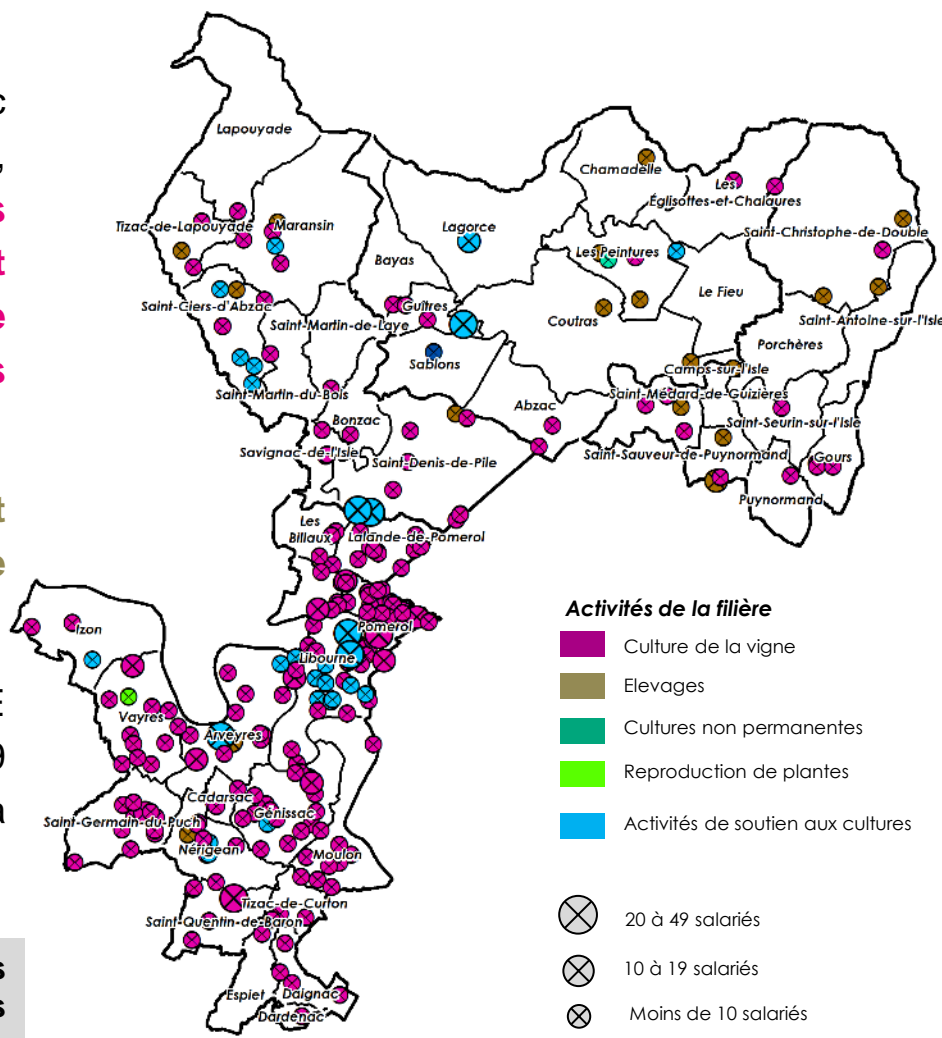 c
,
s
t
e
s
t
e
E
9
a
s
s
Lapouyade
Chamadelle
Les
Églisottes-et-Chalaures
Tizac-de-Lapouyade
Maransin
Lagorce
Saint-Christophe-de-Double
Les Peintures
Bayas
Le Fieu
Saint-Ciers-d'Abzac
Guîtres
Saint-Antoine-sur-l'Isle
Saint-Martin-de-Laye
Coutras
Porchères
Sablons
Camps-sur-l'Isle
Saint-Martin-du-Bois
Saint-Médard-de-Guizières
Abzac
Bonzac
Saint-Seurin-sur-l'Isle
Savignac-de-l'Isle
Saint-Denis-de-Pile
Saint-Sauveur-de-Puynormand
Gours
Puynormand
Les
Billaux
Lalande-de-Pomerol
Pomerol
Izon
Libourne
Vayres
Arveyres
Cadarsac
Génissac
Saint-Germain-du-Puch
Nérigean
Moulon
Tizac-de-Curton
Saint-Quentin-de-Baron
Espiet
Daignac
Dardenac
Activités de la filière
Culture de la vigne
Elevages
Cultures non permanentes
Reproduction de plantes
Activités de soutien aux cultures
20 à 49 salariés
10 à 19 salariés
Moins de 10 salariés